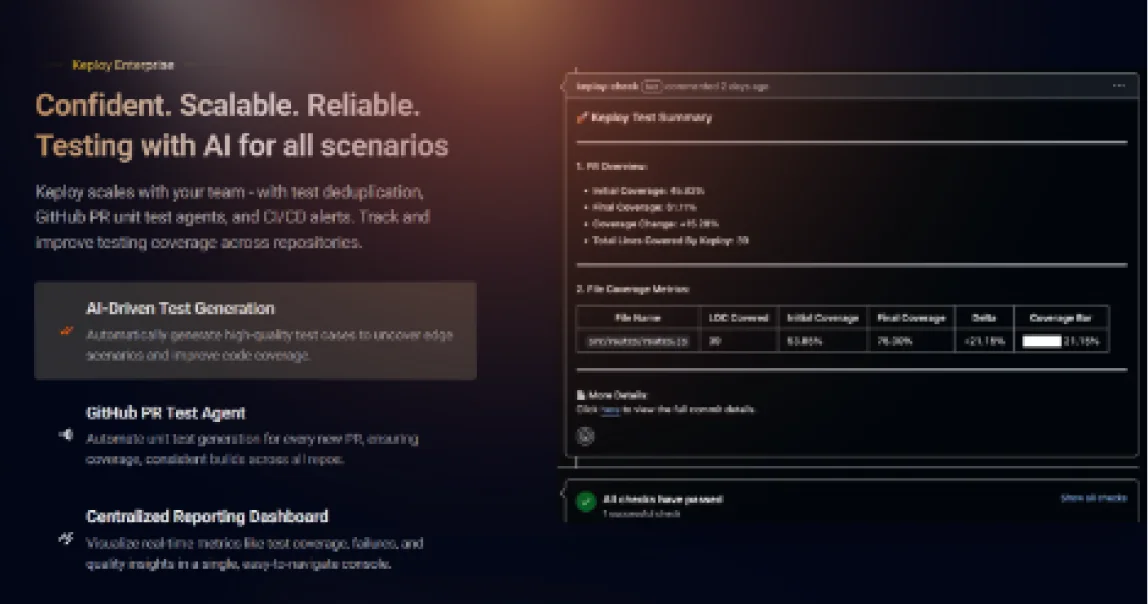 Keploy Enterprise
Confident. Scalable. Reliable.
Testing with AI for all scenarios
Keploy scales with your team - with test deduplication,
GitHub PR unit test agents, and CI/CD alerts. Track and
improve testing coverage across repositories.
AI-Driven Test Generation
Automatically generate high-quality test cases to uncover edge
scenarios and improve code coverage.
GitHub PR Test Agent
Automate unit test generation for every new PR, ensuring
coverage, consistent builds across all repos.
Centralized Reporting Dashboard
Visualize real-time metrics like test coverage, failures, and
quality insights in a single, easy-to-navigate console.
keploy-check commented 2 days ago
Keploy Test Summary
1. PR Overview:
Initial Coverage:
Final Coverage:
Coverage Change:
Total Lines Covered By Keploy: 39
2. File Coverage Metrics:
File Name LOC Covered Initial Coverage Final Coverage Delta Coverage Bar
39
More Details:
Click here to view the full commit details.
All checks have passed
Show all checks
1 successful check